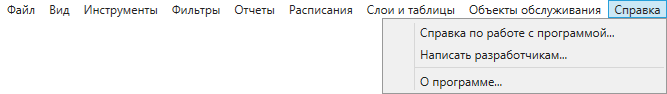 Файл Вид Инструменты Фильтры Отчеты Расписания Слои и таблицы Объекты обслуживания Справка
Справка по работе с программой...
Написать разработчикам...
О программе...